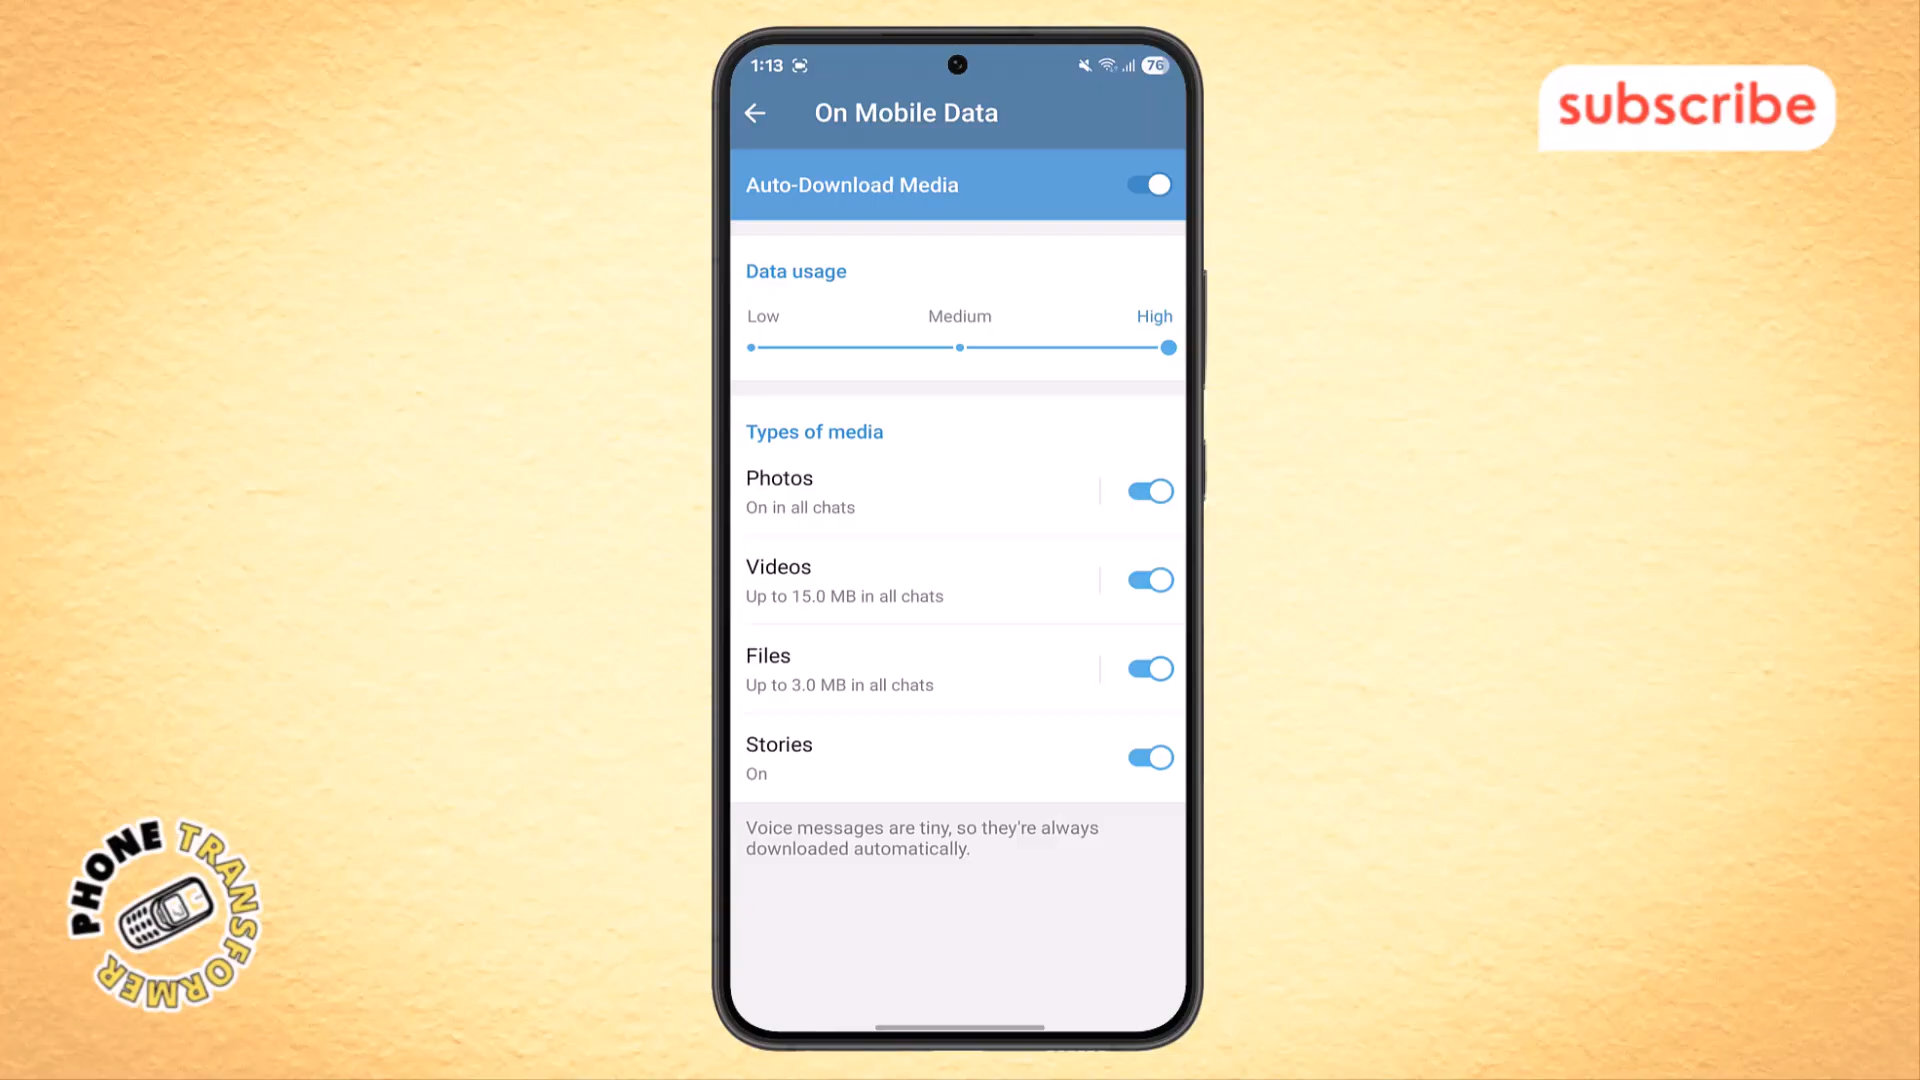 1:13
76
On Mobile Data
subscribe
Auto-Download Media
Data usage
Low Medium High
Types of media
Photos
On in all chats
Videos
Up to 15.0 MB in all chats
Files
Up to 3.0 MB in all chats
Stories
On
Voice messages are tiny, so they're always
downloaded automatically.
PHONE TRANSFORMER